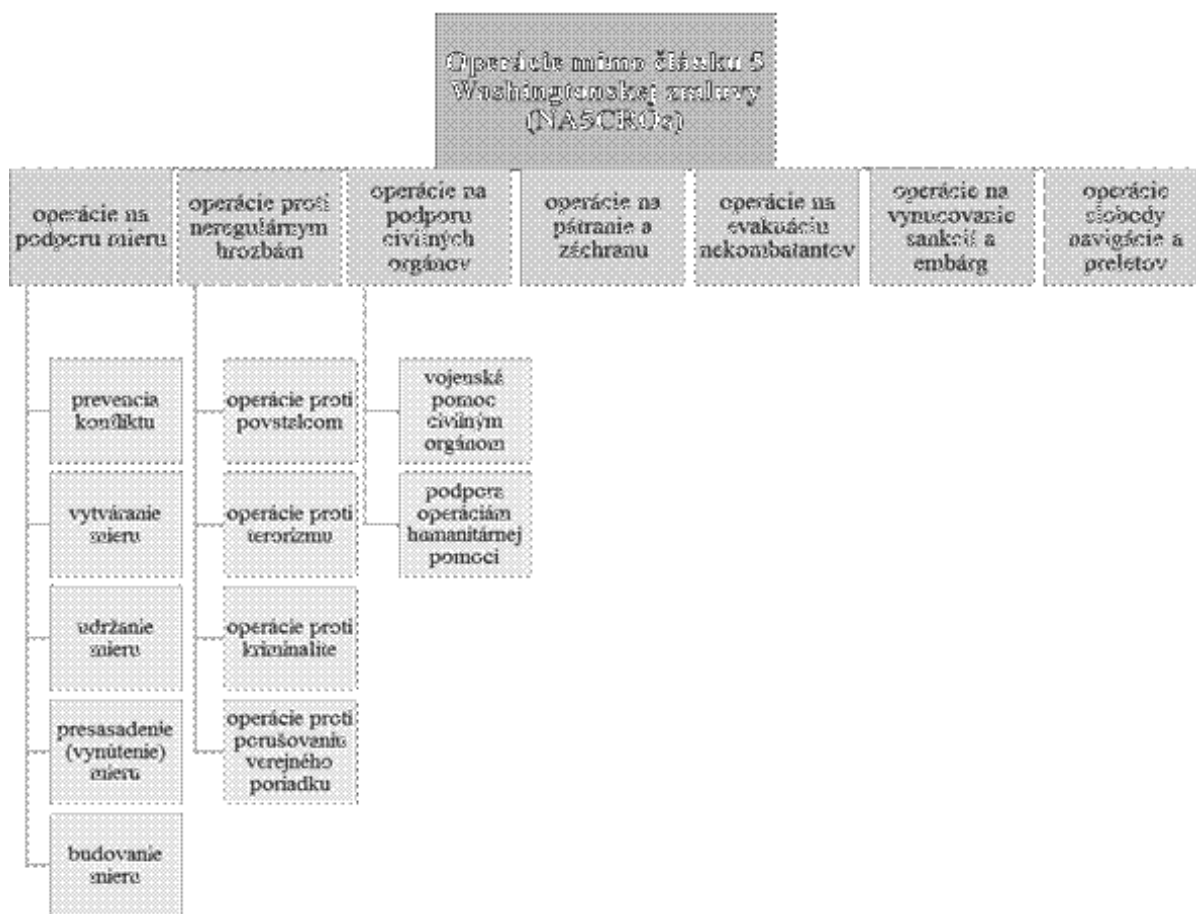 Operácie mimo článku 5
Washingtonskej zmluvy
(NA5CROs)
operácie na
podporu mieru
operácie proti
neregulárnym
hrozbám
operácie na
podporu
civilných
orgánov
operácie na
pátranie a
záchranu
operácie na
evakuáciu
nekombatantov
operácie na
vynucovanie
sankcií a
embárg
operácie
slobody
navigácie a
preletov
prevencia
konfliktu
vytváranie
mieru
udržanie
mieru
presasadenie
(vynútenie)
mieru
budovanie
mieru
operácie proti
povstalcom
operácie proti
terorizmu
operácie proti
kriminalite
operácie proti
porušovaniu
verejného
poriadku
vojenská
pomoc
civilným
orgánom
podpora
operáciám
humanitárnej
pomoci